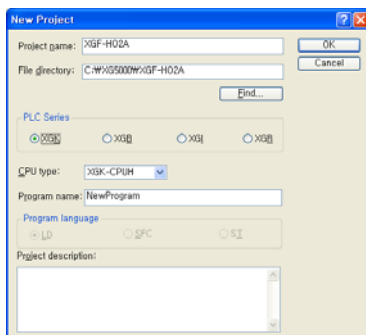 New Project
Project name: XGF-HO2A
OK
File directory: C:₩XG5000₩XGF-HO2A
Cancel
Find...
PLC Series
XGK XGB XGI XGR
CPU type: XGK-CPUH
Program name: NewProgram
Program language
LD SFC ST
Project description: